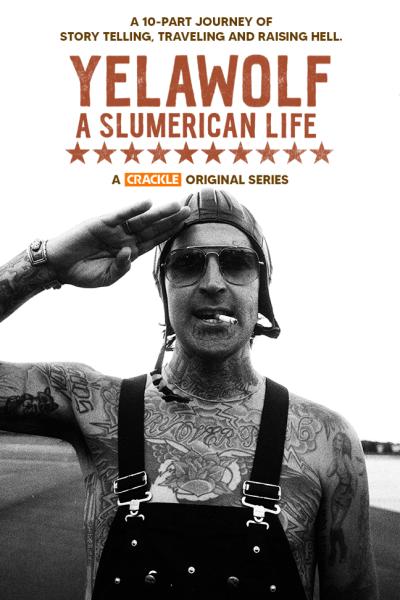 A 10-PART JOURNEY OF
STORY TELLING, TRAVELING AND RAISING HELL.
YELAWOLF
A SLUMERICAN LIFE
A CRACKLE ORIGINAL SERIES